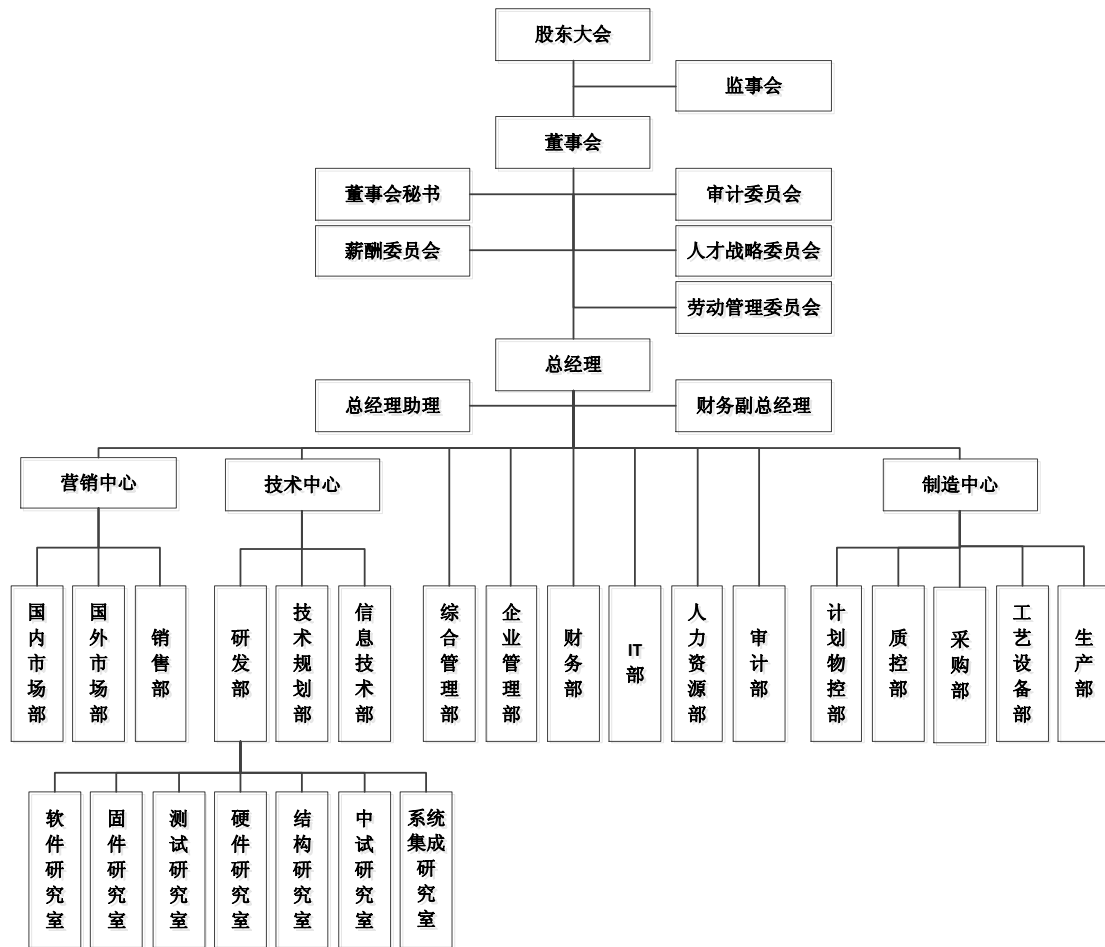 股东大会
监事会
董事会
董事会秘书
审计委员会
薪酬委员会
人才战略委员会
劳动管理委员会
总经理
总经理助理
财务副总经理
营销中心
技术中心
制造中心
国内市场部
国外市场部
销售部
研发部
技术规划部
信息技术部
综合管理部
企业管理部
财务部
IT部
人力资源部
审计部
计划物控部
质控部
采购部
工艺设备部
生产部
软件研究室
固件研究室
测试研究室
硬件研究室
结构研究室
中试研究室
系统集成研究室